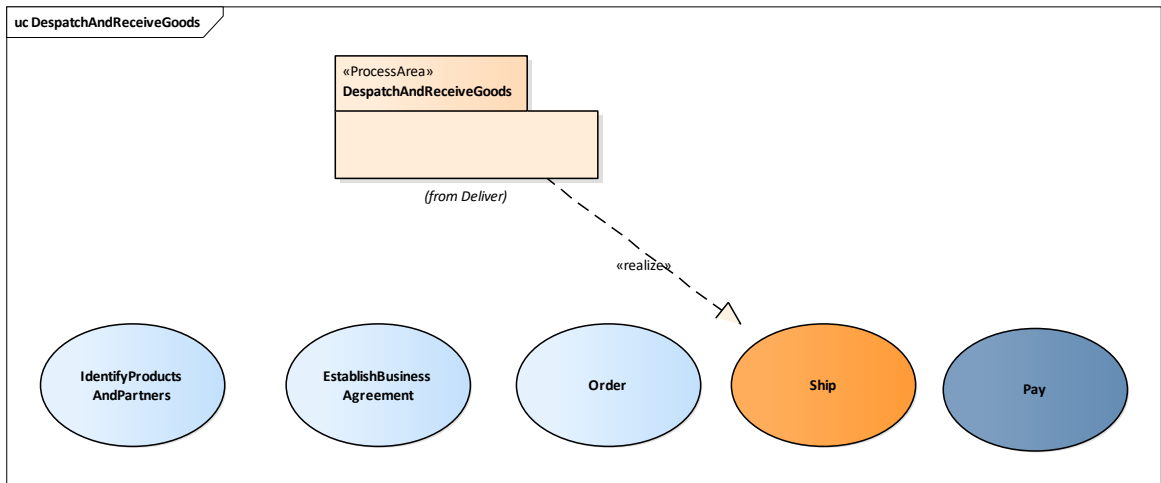 uc DespatchAndReceiveGoods
«ProcessArea»
DespatchAndReceiveGoods
(from Deliver)
«realize»
IdentifyProducts
AndPartners
EstablishBusiness
Agreement
Order
Ship
Pay